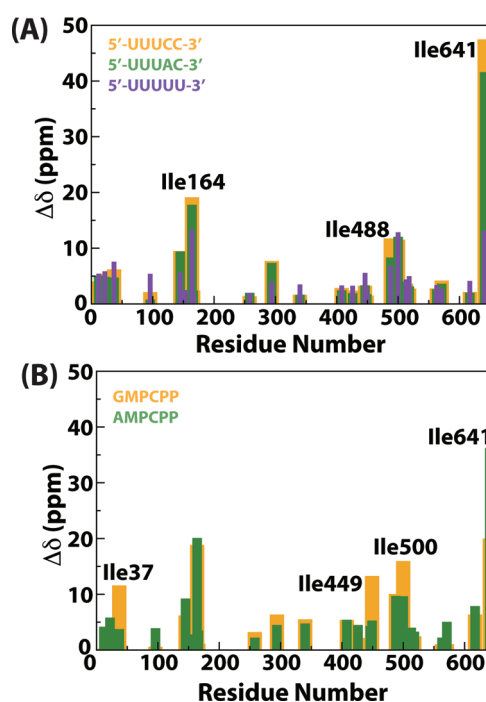 (A)
5′-UUUCC-3′
5′-UUUAC-3′
5′-UUUUU-3′
Ile641
Ile164
Ile488
Δδ (ppm)
50
40
30
20
10
0
0 100 200 300 400 500 600
Residue Number
(B)
GMPCPP
AMPCPP
Ile641
Ile500
Ile449
Ile37
Δδ (ppm)
50
40
30
20
10
0
0 100 200 300 400 500 600
Residue Number